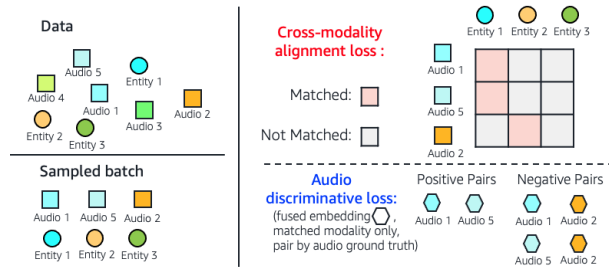 Data
Audio 5
Entity 1
Audio 4
Audio 1
Audio 2
Audio 3
Entity 2
Entity 3
Sampled batch
Audio 1 Audio 5 Audio 2
Entity 1 Entity 2 Entity 3
Cross-modality
alignment loss :
Matched:
Not Matched:
Entity 1 Entity 2 Entity 3
Audio 1
Audio 5
Audio 2
Audio
discriminative loss:
(fused embedding ,
matched modality only,
pair by audio ground truth)
Positive Pairs
Audio 1 Audio 5
Negative Pairs
Audio 1 Audio 2
Audio 5 Audio 2